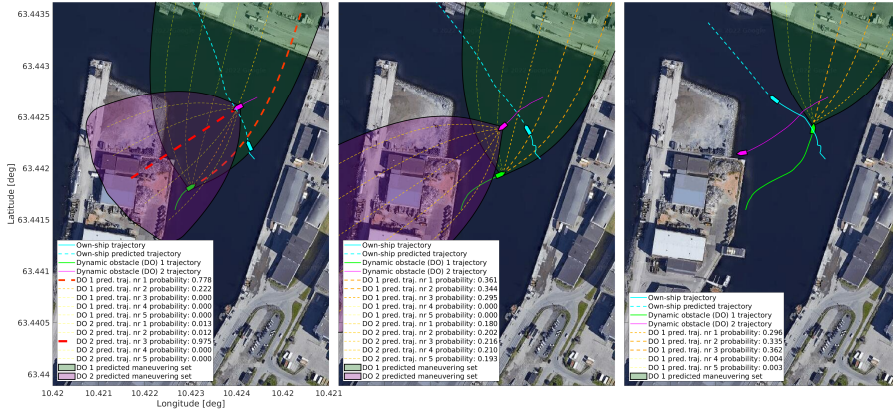 63.4435
63.443
63.4425
63.442
63.4415
63.441
63.4405
63.44
Latitude [deg]
10.42 10.421 10.422 10.423 10.424 10.42 10.421
Longitude [deg]
Own-ship trajectory
Own-ship predicted trajectory
Dynamic obstacle (DO) 1 trajectory
Dynamic obstacle (DO) 2 trajectory
DO 1 pred. traj. nr 1 probability: 0.778
DO 1 pred. traj. nr 2 probability: 0.222
DO 1 pred. traj. nr 3 probability: 0.000
DO 1 pred. traj. nr 4 probability: 0.000
DO 1 pred. traj. nr 5 probability: 0.000
DO 2 pred. traj. nr 1 probability: 0.013
DO 2 pred. traj. nr 2 probability: 0.012
DO 2 pred. traj. nr 3 probability: 0.975
DO 2 pred. traj. nr 4 probability: 0.000
DO 2 pred. traj. nr 5 probability: 0.000
DO 1 predicted maneuvering set
DO 2 predicted maneuvering set
Own-ship trajectory
Own-ship predicted trajectory
Dynamic obstacle (DO) 1 trajectory
Dynamic obstacle (DO) 2 trajectory
DO 1 pred. traj. nr 1 probability: 0.361
DO 1 pred. traj. nr 2 probability: 0.344
DO 1 pred. traj. nr 3 probability: 0.295
DO 1 pred. traj. nr 4 probability: 0.000
DO 1 pred. traj. nr 5 probability: 0.000
DO 2 pred. traj. nr 1 probability: 0.180
DO 2 pred. traj. nr 2 probability: 0.202
DO 2 pred. traj. nr 3 probability: 0.216
DO 2 pred. traj. nr 4 probability: 0.210
DO 2 pred. traj. nr 5 probability: 0.193
DO 1 predicted maneuvering set
DO 2 predicted maneuvering set
Own-ship trajectory
Own-ship predicted trajectory
Dynamic obstacle (DO) 1 trajectory
Dynamic obstacle (DO) 2 trajectory
DO 1 pred. traj. nr 1 probability: 0.296
DO 1 pred. traj. nr 2 probability: 0.335
DO 1 pred. traj. nr 3 probability: 0.362
DO 1 pred. traj. nr 4 probability: 0.004
DO 1 pred. traj. nr 5 probability: 0.003
DO 1 predicted maneuvering set